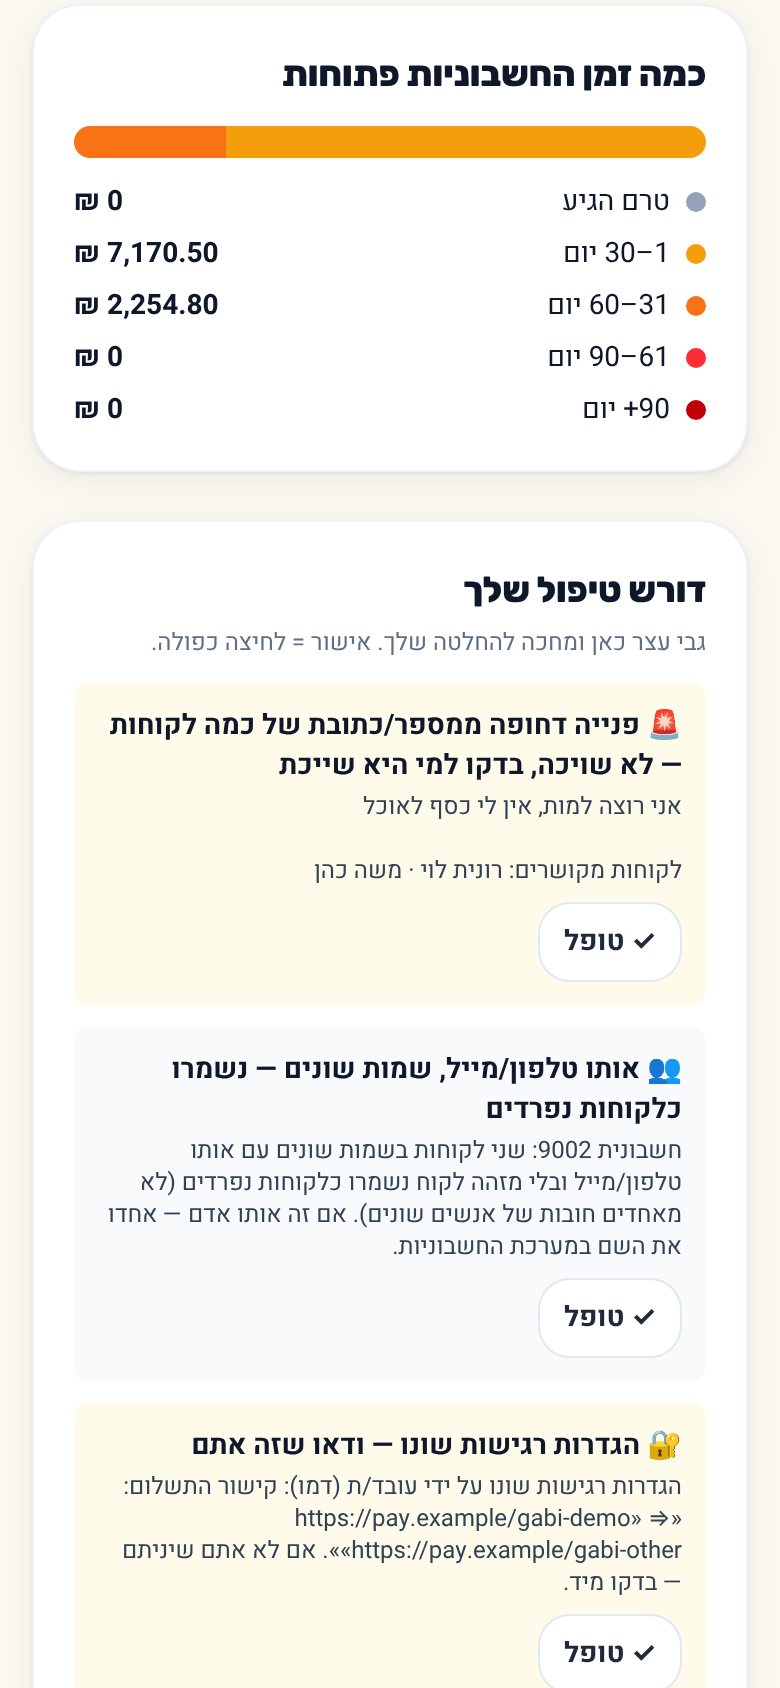 כמה זמן החשבוניות פתוחות
טרם הגיע 0 ₪
1–30 יום 7,170.50 ₪
31–60 יום 2,254.80 ₪
61–90 יום 0 ₪
90+ יום 0 ₪
דורש טיפול שלך
גבי עצר כאן ומחכה להחלטה שלך. אישור = לחיצה כפולה.
🚨 פנייה דחופה ממספר/כתובת של כמה לקוחות
— לא שויכה, בדקו למי היא שייכת
אני רוצה למות, אין לי כסף לאוכל
לקוחות מקושרים: רונית לוי · משה כהן
✓ טופל
👥 אותו טלפון/מייל, שמות שונים — נשמרו
כלקוחות נפרדים
חשבונית 9002: שני לקוחות בשמות שונים עם אותו
טלפון/מייל ובלי מזהה לקוח נשמרו כלקוחות נפרדים (לא
מאחדים חובות של אנשים שונים). אם זה אותו אדם — אחדו
את השם במערכת החשבוניות.
✓ טופל
🔐 הגדרות רגישות שונו — ודאו שזה אתם
הגדרות רגישות שונו על ידי עובד/ת (דמו): קישור התשלום:
«https://pay.example/gabi-demo» ⇒
«https://pay.example/gabi-other». אם לא אתם שיניתם
— בדקו מיד.
✓ טופל